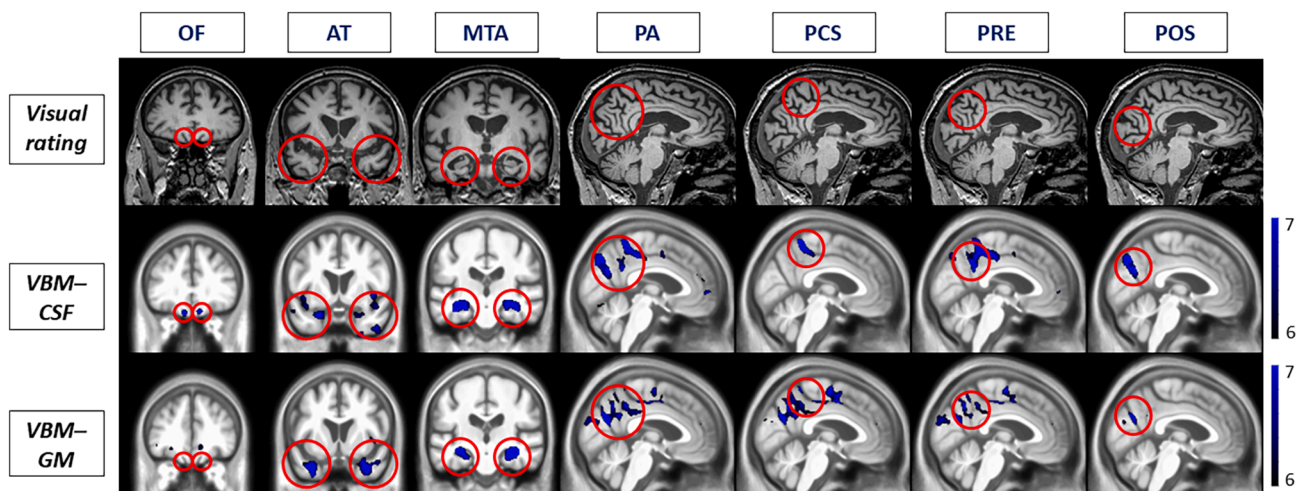 OF AT MTA PA PCS PRE POS
Visual
rating
VBM–
CSF
7
6
VBM–
GM
7
6